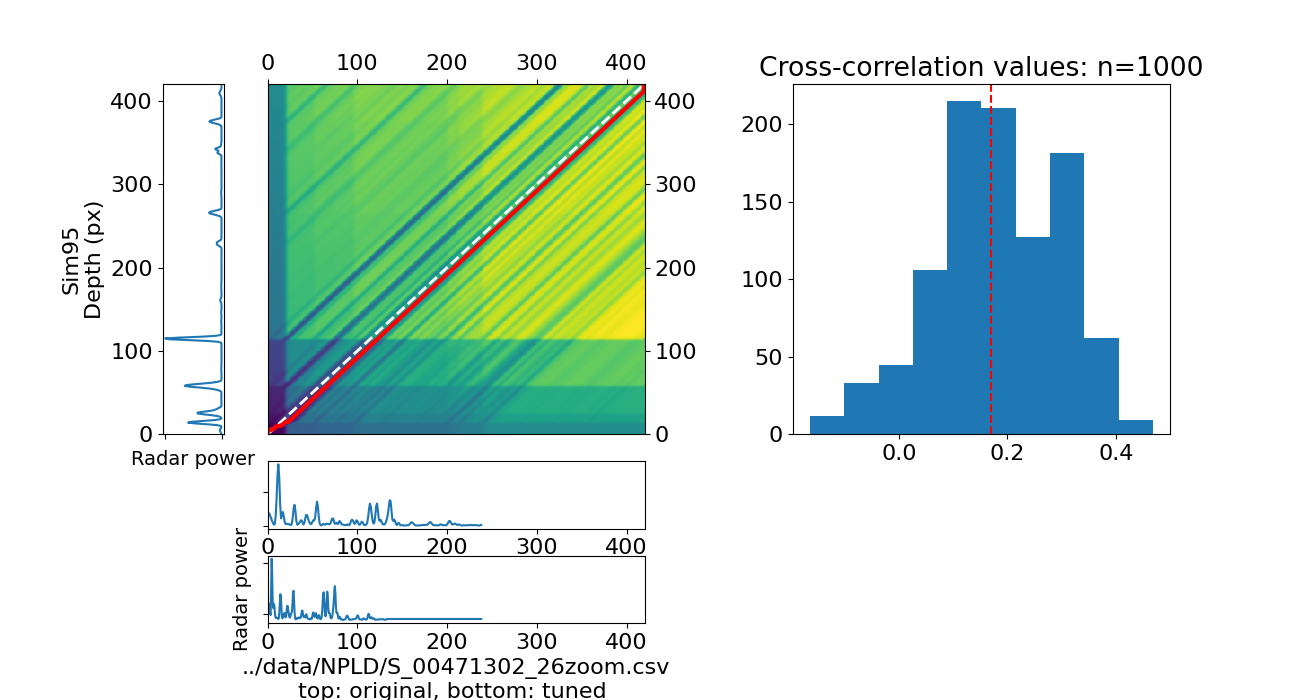 Cross-correlation values: n=1000
0 100 200 300 400
400
300
200
100
0
Sim95
Depth (px)
Radar power
400
300
200
100
0
200
150
100
50
0
0.0 0.2 0.4
0 100 200 300 400
Radar power
0 100 200 300 400
../data/NPLD/S_00471302_26zoom.csv
top: original, bottom: tuned